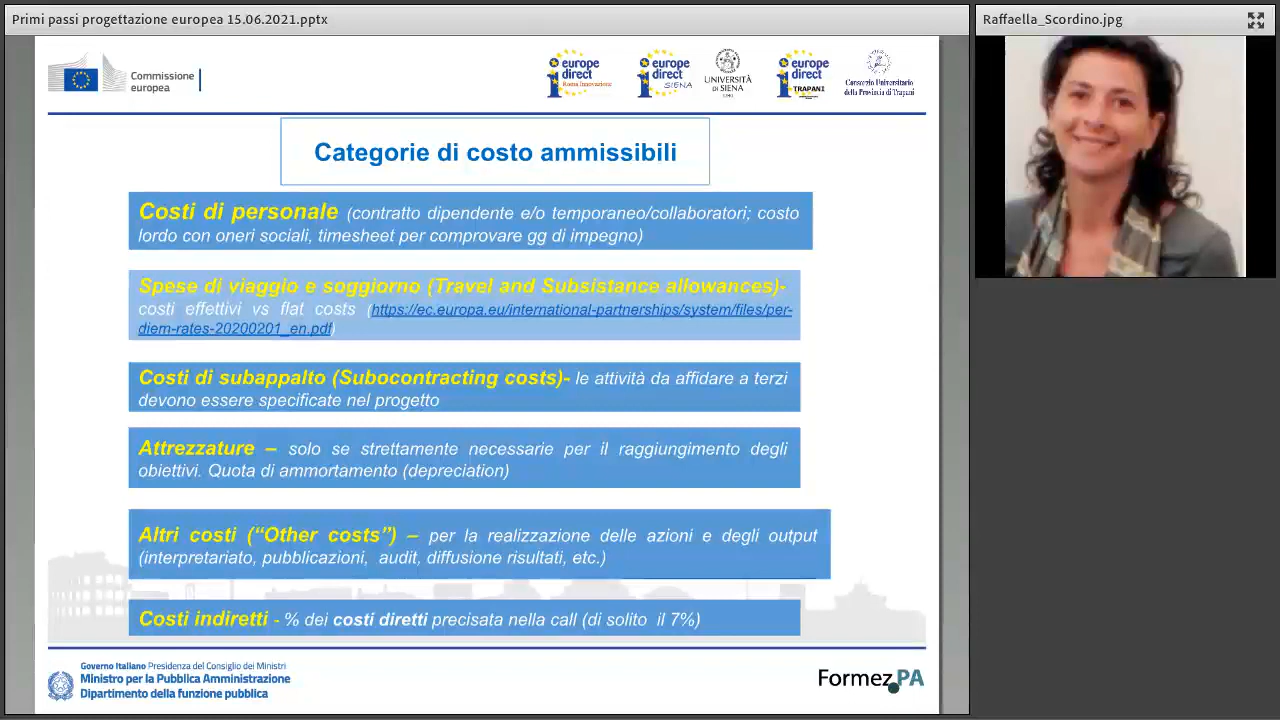 Primi passi progettazione europea 15.06.2021.pptx
Raffaella_Scordino.jpg
Commissione
europea
europe
direct
Roma Innovazione
europe
direct
SIENA
UNIVERSITÀ
DI SIENA
1240
europe
direct
TRAPANI
Consorzio Universitario
della Provincia di Trapani
Categorie di costo ammissibili
Costi di personale (contratto dipendente e/o temporaneo/collaboratori; costo
lordo con oneri sociali, timesheet per comprovare gg di impegno)
Spese di viaggio e soggiorno (Travel and Subsistance allowances)-
costi effettivi vs flat costs (https://ec.europa.eu/international-partnerships/system/files/per-
diem-rates-20200201_en.pdf)
Costi di subappalto (Subocontracting costs)- le attività da affidare a terzi
devono essere specificate nel progetto
Attrezzature – solo se strettamente necessarie per il raggiungimento degli
obiettivi. Quota di ammortamento (depreciation)
Altri costi (“Other costs”) – per la realizzazione delle azioni e degli output
(interpretariato, pubblicazioni, audit, diffusione risultati, etc.)
Costi indiretti - % dei costi diretti precisata nella call (di solito il 7%)
Governo Italiano Presidenza del Consiglio dei Ministri
Ministro per la Pubblica Amministrazione
Dipartimento della funzione pubblica
Formez PA